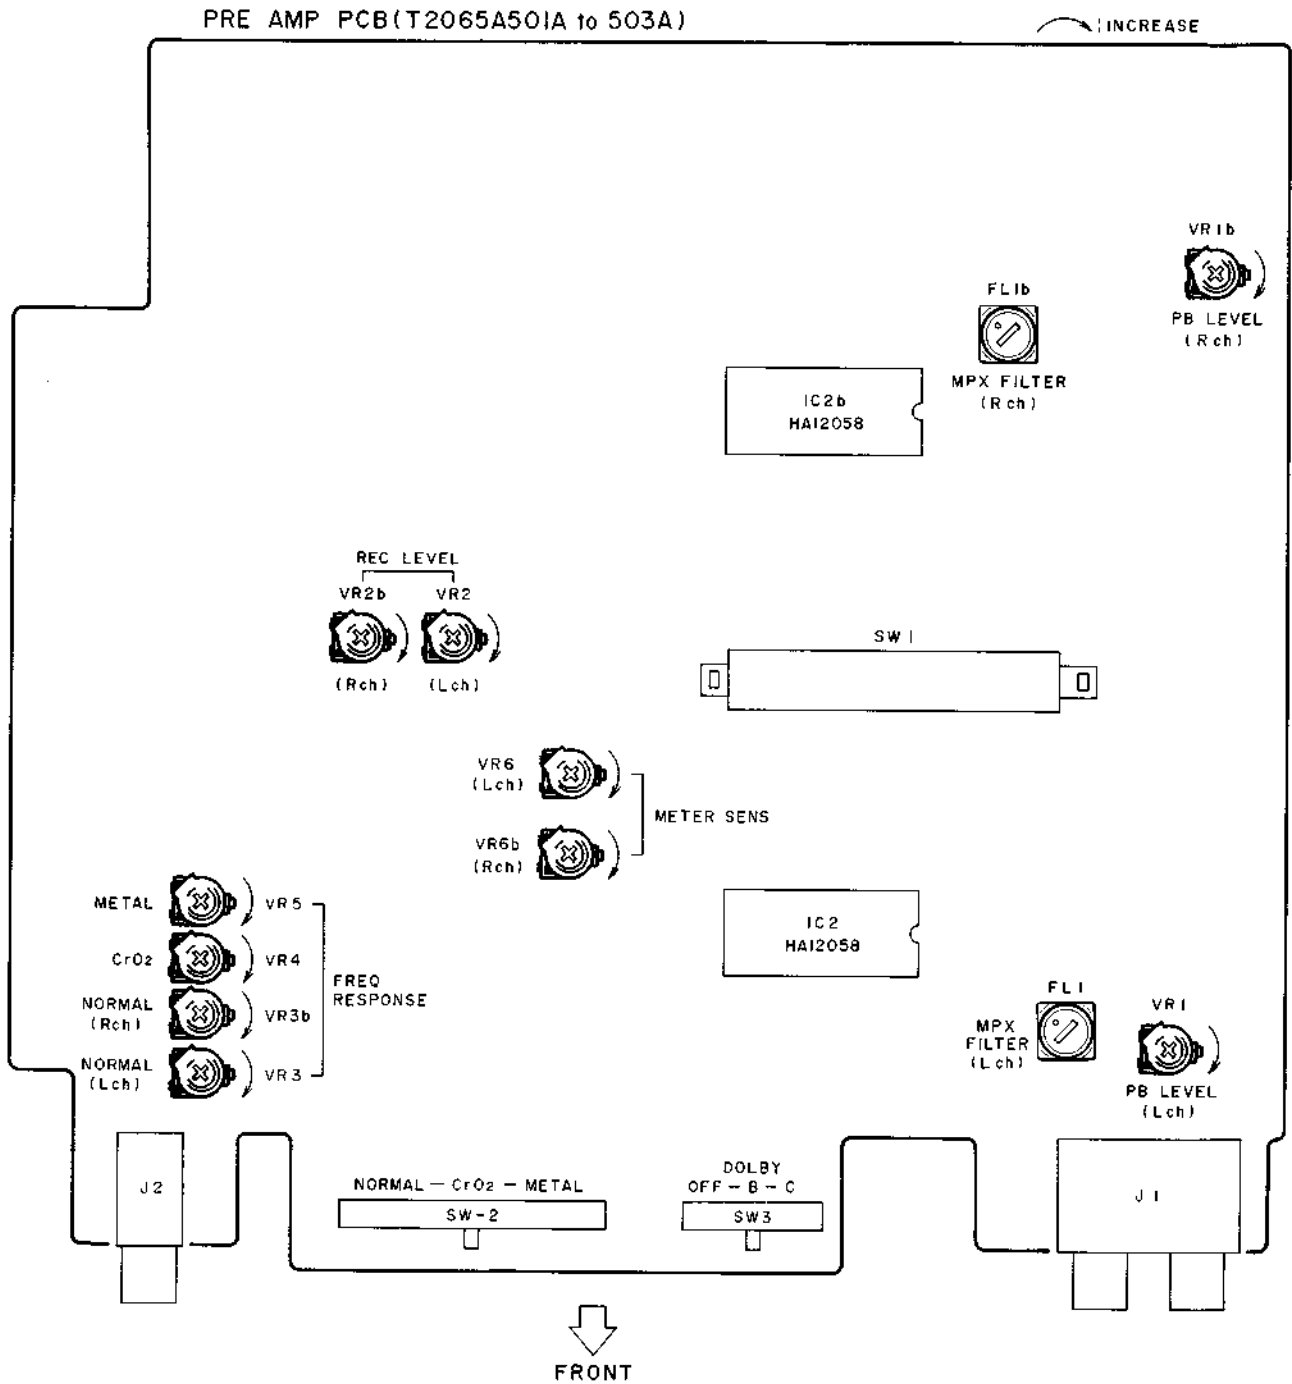 PRE AMP PCB(T2065A501A to 503A)
INCREASE
VR1b
PB LEVEL
(Rch)
FL1b
MPX FILTER
(Rch)
IC2b
HA12058
REC LEVEL
VR2b
VR2
(Rch)
(Lch)
SW1
VR6
(Lch)
VR6b
(Rch)
METER SENS
METAL
VR5
CrO2
VR4
NORMAL
(Rch)
VR3b
NORMAL
(Lch)
VR3
FREQ
RESPONSE
IC2
HA12058
FL1
MPX
FILTER
(Lch)
VR1
PB LEVEL
(Lch)
J2
NORMAL — CrO2 — METAL
SW-2
DOLBY
OFF — B — C
SW3
J1
FRONT